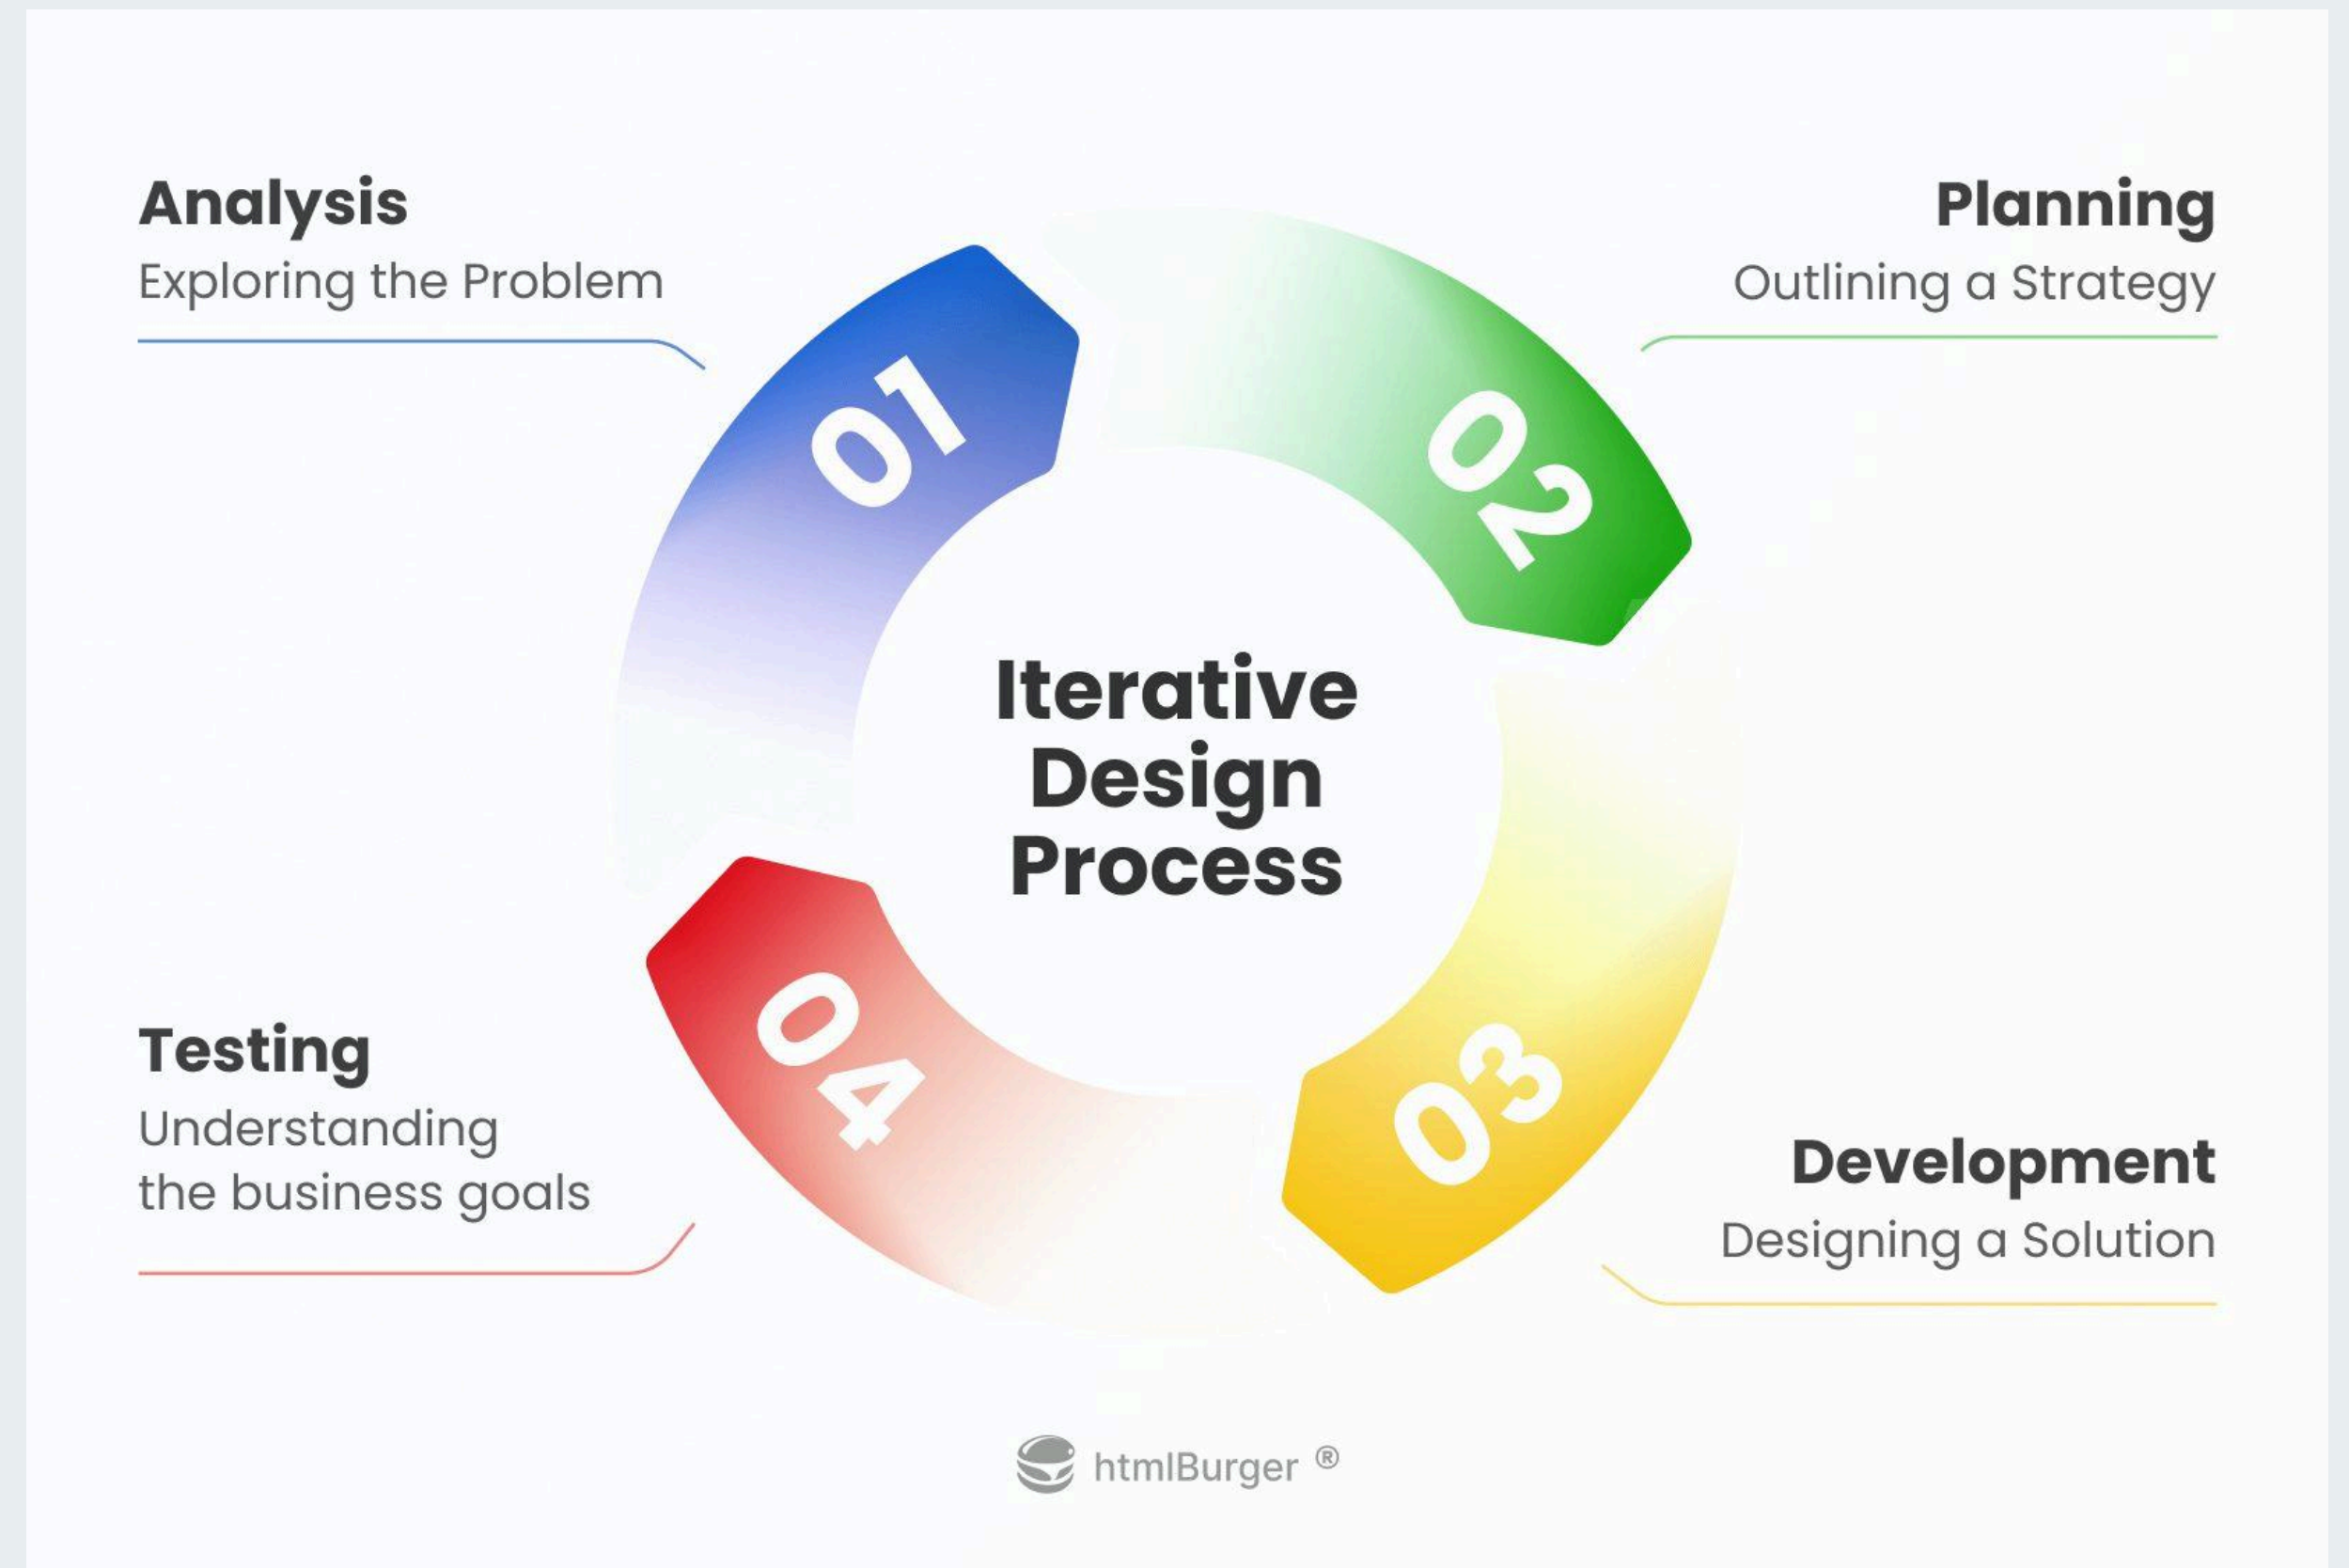 Analysis
Exploring the Problem
Planning
Outlining a Strategy
01
02
Iterative
Design
Process
04
03
Testing
Understanding
the business goals
Development
Designing a Solution
htmlBurger ®